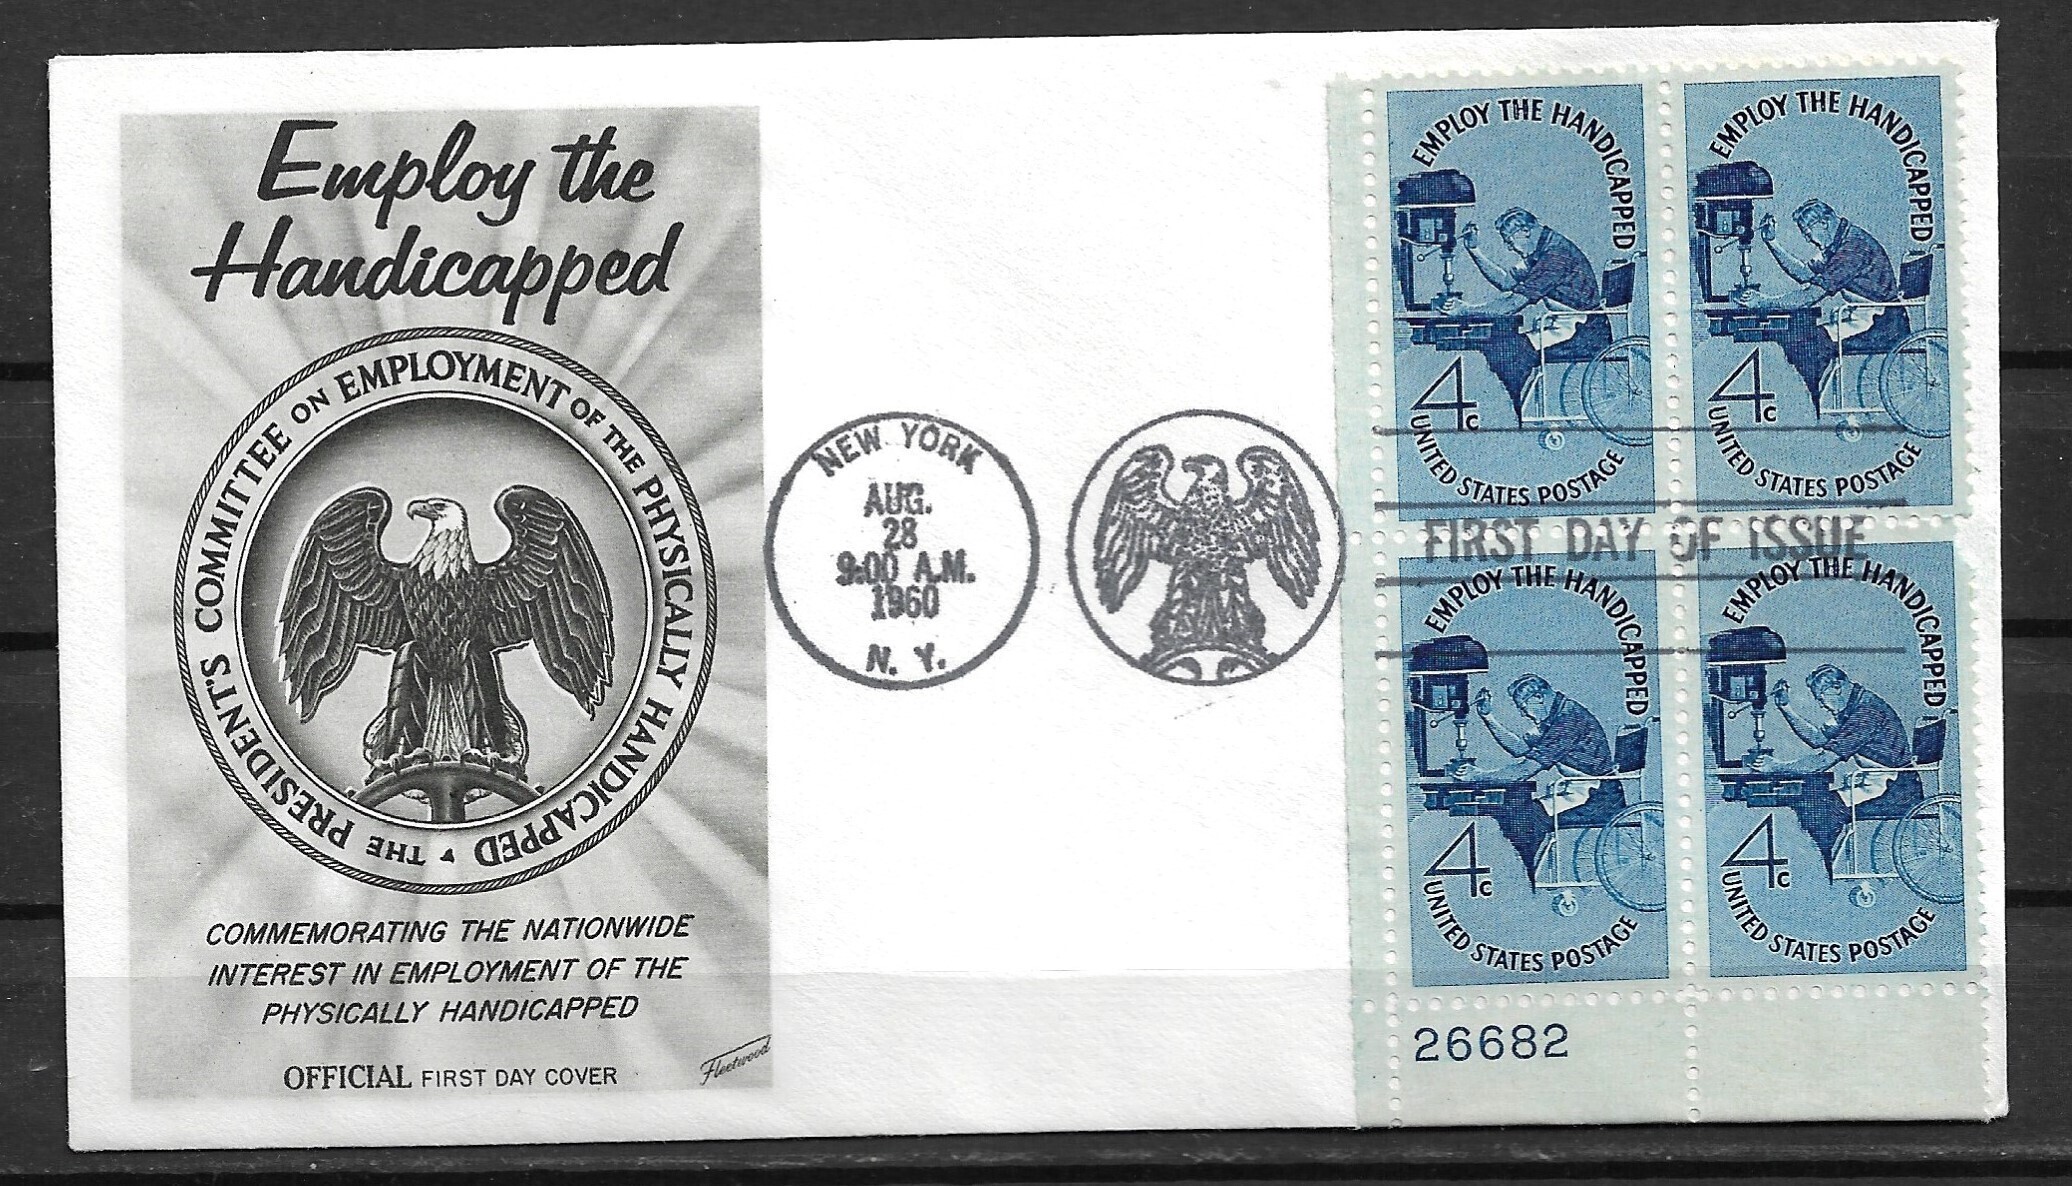 Employ the
Handicapped
THE PRESIDENT'S COMMITTEE ON EMPLOYMENT OF THE PHYSICALLY HANDICAPPED
COMMEMORATING THE NATIONWIDE
INTEREST IN EMPLOYMENT OF THE
PHYSICALLY HANDICAPPED
OFFICIAL FIRST DAY COVER
Fleetwood
NEW YORK
AUG.
28
9:00 A.M.
1960
N. Y.
EMPLOY THE HANDICAPPED
4c
UNITED STATES POSTAGE
EMPLOY THE HANDICAPPED
4c
UNITED STATES POSTAGE
FIRST DAY OF ISSUE
EMPLOY THE HANDICAPPED
4c
UNITED STATES POSTAGE
EMPLOY THE HANDICAPPED
4c
UNITED STATES POSTAGE
26682